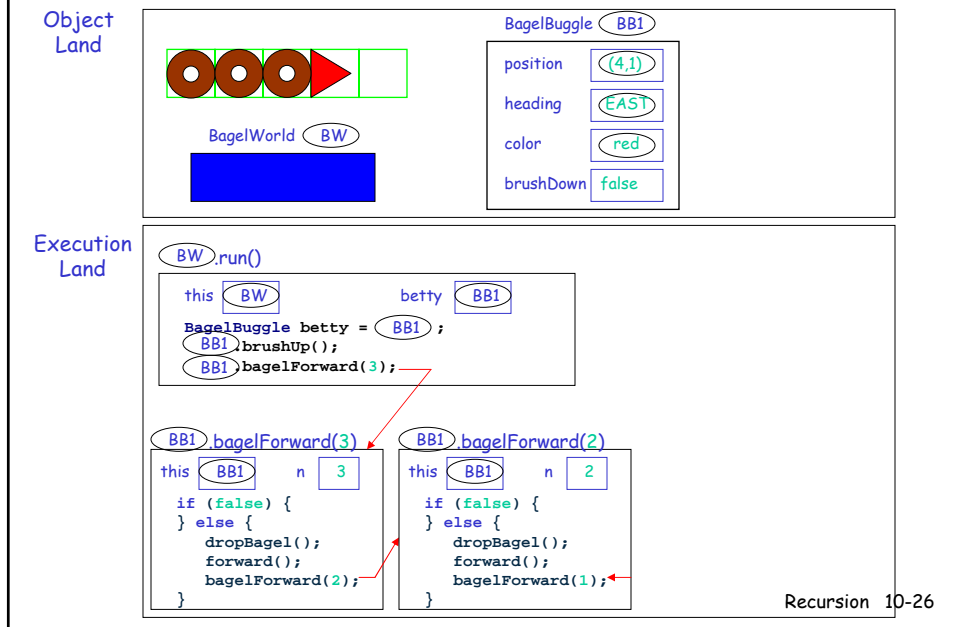 Object
Land
BagelBuggle BB1
position (4,1)
heading EAST
color red
brushDown false
BagelWorld BW
Execution
Land
BW.run()
this BW betty BB1
BagelBuggle betty = BB1 ;
BB1.brushUp();
BB1.bagelForward(3);
BB1.bagelForward(3)
this BB1 n 3
if (false) {
} else {
dropBagel();
forward();
bagelForward(2);
}
BB1.bagelForward(2)
this BB1 n 2
if (false) {
} else {
dropBagel();
forward();
bagelForward(1);
}
Recursion 10-26